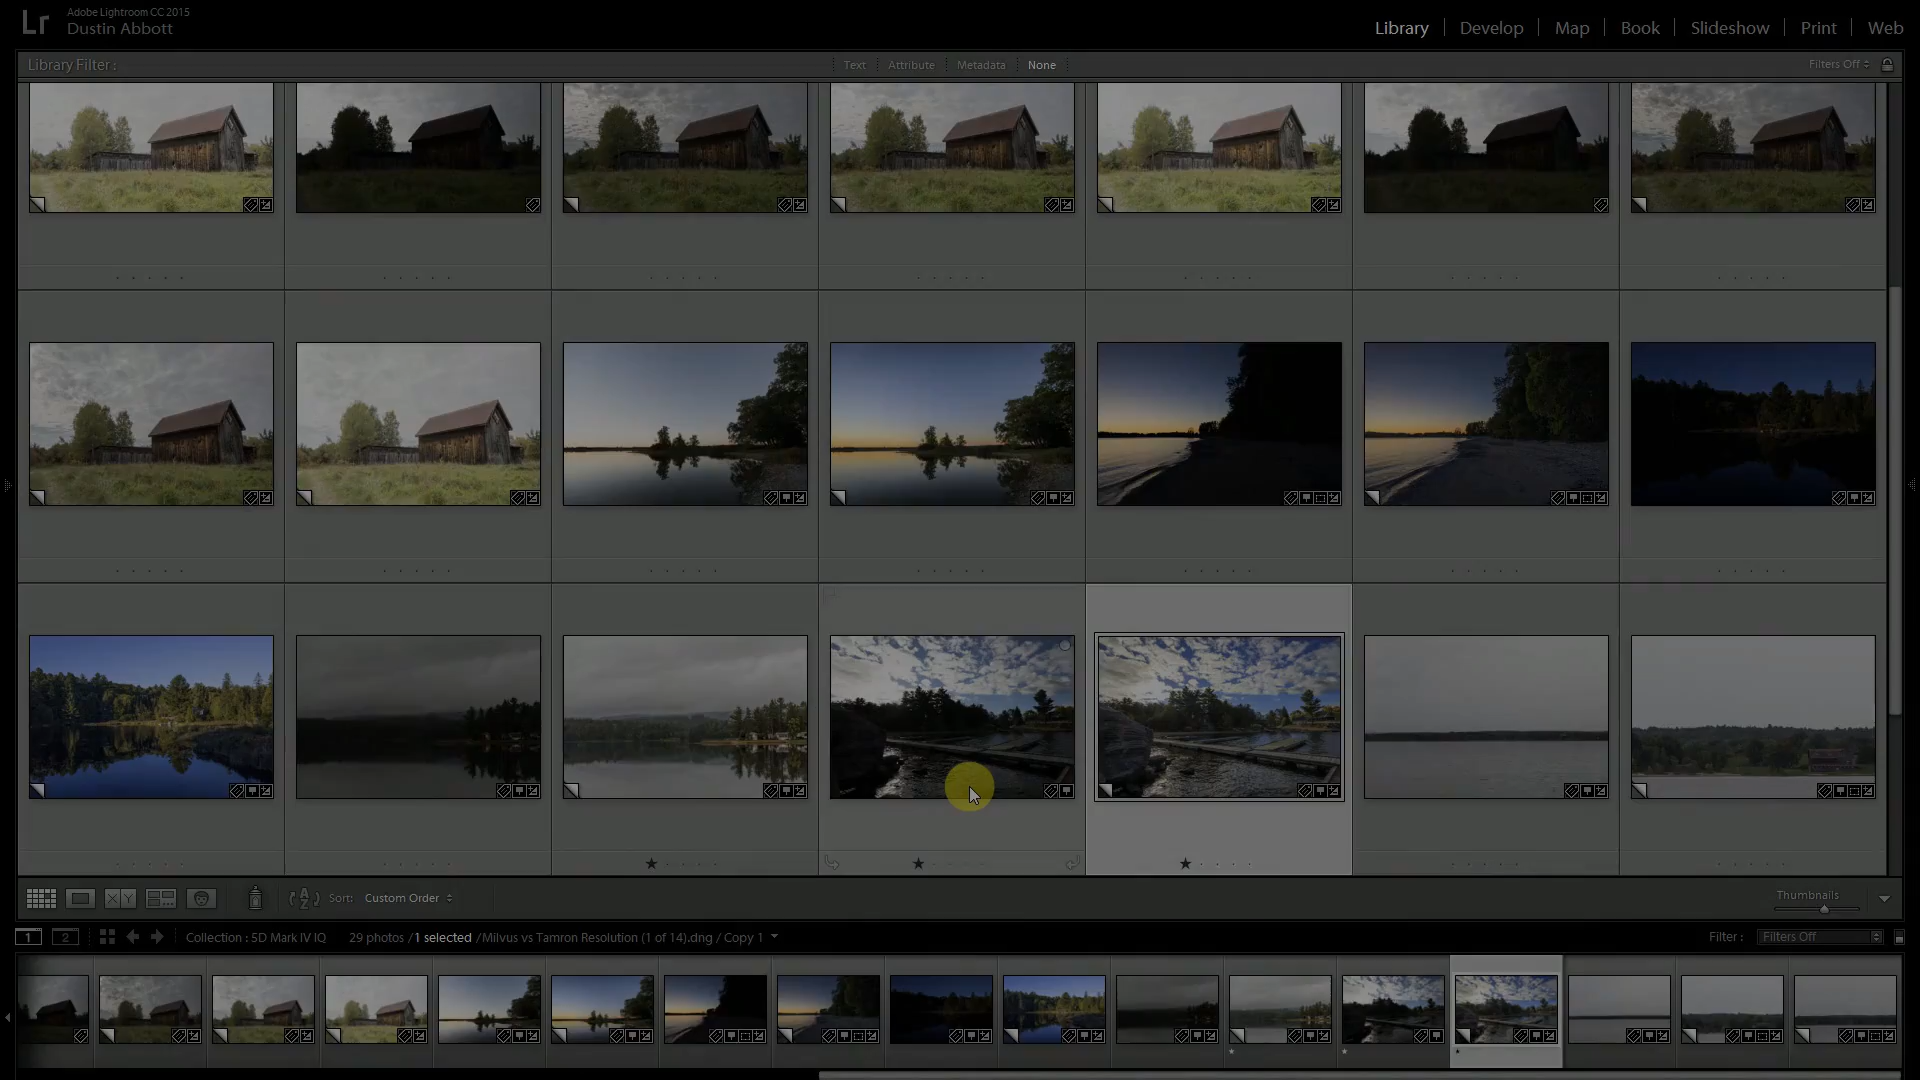 Lr Adobe Lightroom CC 2015
Dustin Abbott
Library Develop Map Book Slideshow Print Web
Library Filter : Text Attribute Metadata None Filters Off
Sort: Custom Order Thumbnails
1 2 Collection : 5D Mark IV IQ 29 photos / 1 selected / Milvus vs Tamron Resolution (1 of 14).dng / Copy 1 Filter : Filters Off